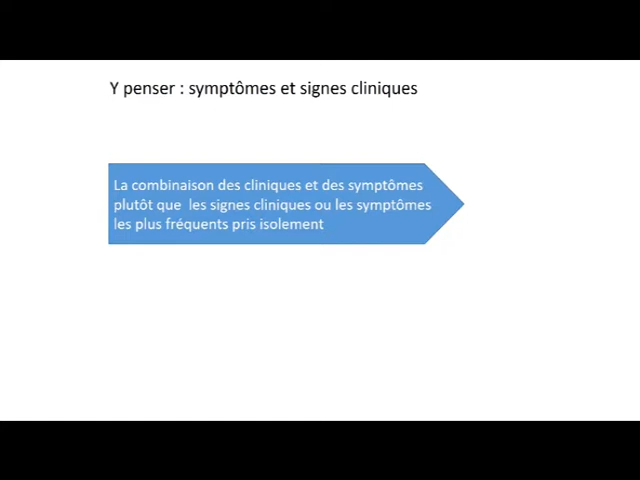 Y penser : symptômes et signes cliniques
La combinaison des cliniques et des symptômes
plutôt que les signes cliniques ou les symptômes
les plus fréquents pris isolement